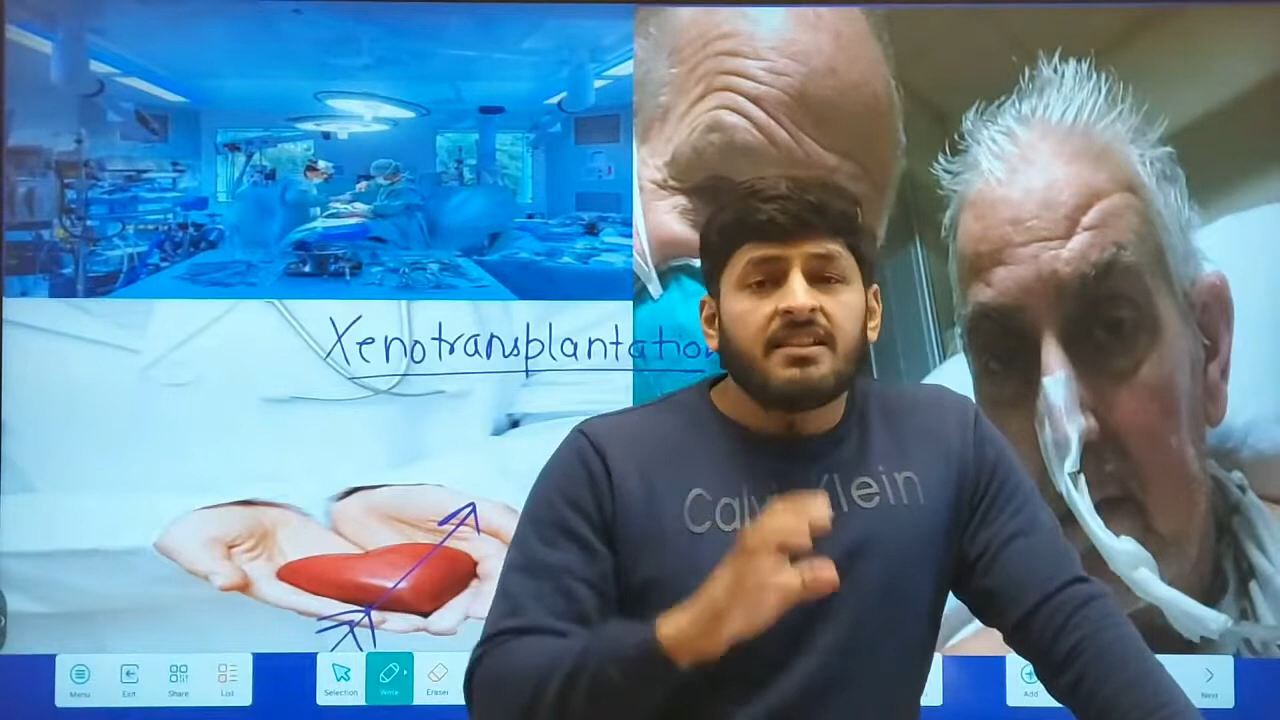 Xenotransplantation
Calvin Klein
Menu
Exit
Share
List
Selection
Write
Eraser
Add
Next